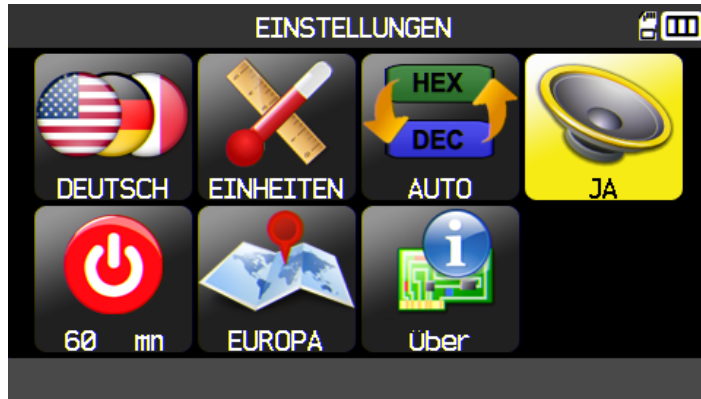 EINSTELLUNGEN
HEX
DEC
DEUTSCH EINHEITEN AUTO JA
i
60 mn EUROPA Über